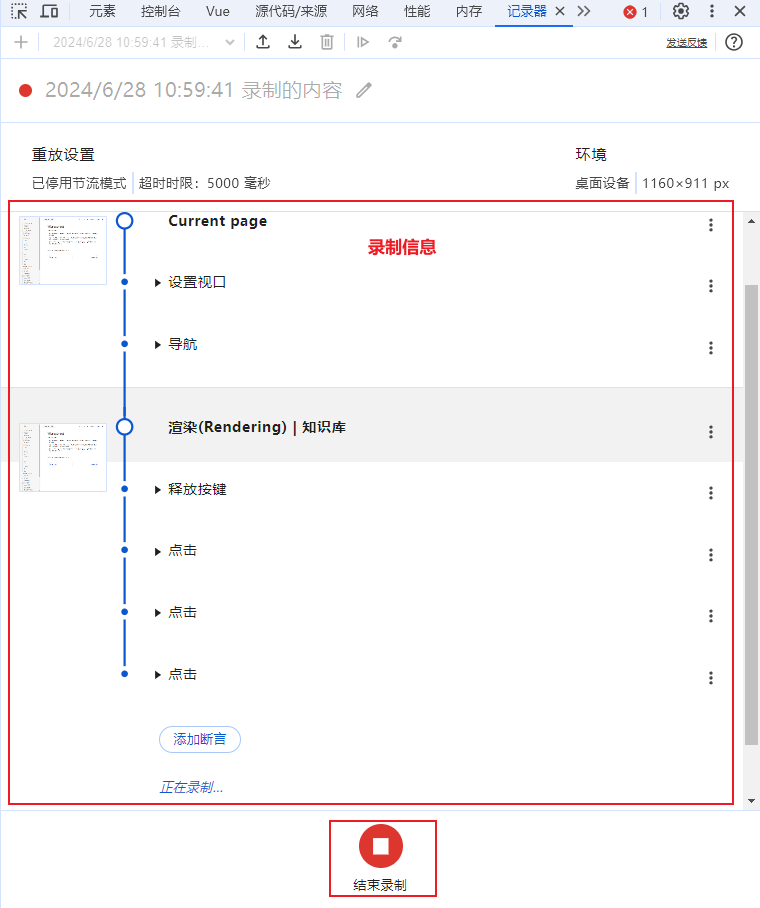 元素 控制台 Vue 源代码/来源 网络 性能 内存 记录器 1
2024/6/28 10:59:41 录制... 发送反馈
2024/6/28 10:59:41 录制的内容
重放设置 环境
已停用节流模式 超时时限：5000 毫秒 桌面设备 1160×911 px
Current page
录制信息
设置视口
导航
渲染(Rendering) | 知识库
释放按键
点击
点击
点击
添加断言
正在录制...
结束录制